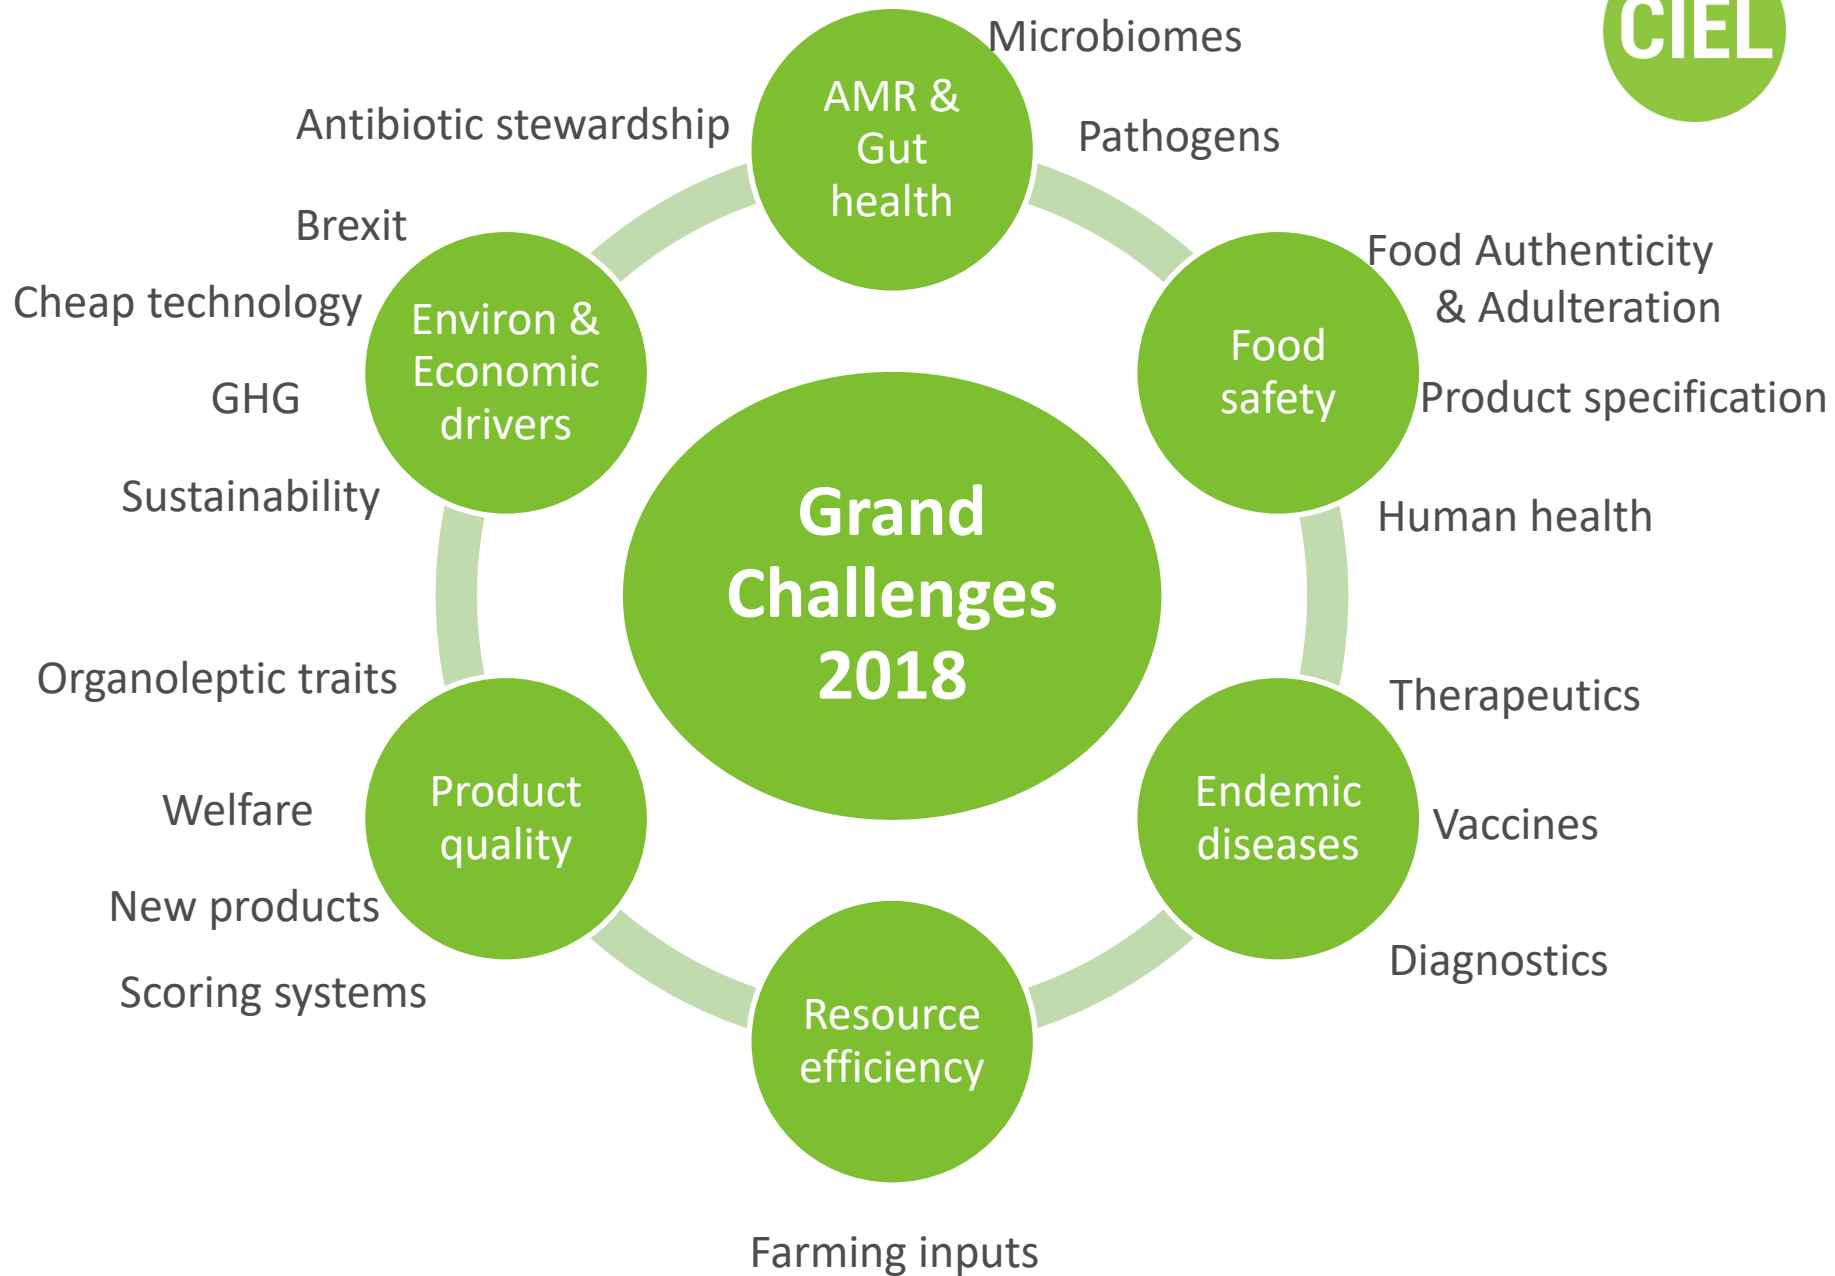 CIEL
Microbiomes
AMR &
Gut
health
Antibiotic stewardship
Pathogens
Brexit
Cheap technology
GHG
Sustainability
Environ &
Economic
drivers
Food Authenticity
& Adulteration
Food
safety
Product specification
Human health
Grand
Challenges
2018
Organoleptic traits
Welfare
New products
Scoring systems
Product
quality
Endemic
diseases
Therapeutics
Vaccines
Diagnostics
Resource
efficiency
Farming inputs